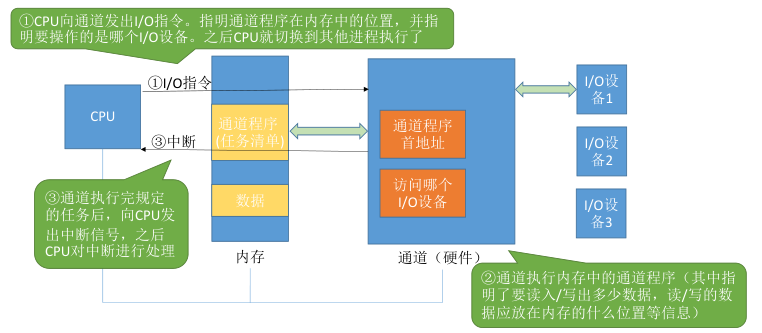 ①CPU向通道发出I/O指令。指明通道程序在内存中的位置，并指
明要操作的是哪个I/O设备。之后CPU就切换到其他进程执行了
①I/O指令
CPU
③中断
通道程序
(任务清单)
数据
内存
通道程序
首地址
访问哪个
I/O设备
通道（硬件）
I/O设
备1
I/O设
备2
I/O设
备3
③通道执行完规定
的任务后，向CPU发
出中断信号，之后
CPU对中断进行处理
②通道执行内存中的通道程序（其中指
明了要读入/写出多少数据，读/写的数
据应放在内存的什么位置等信息）